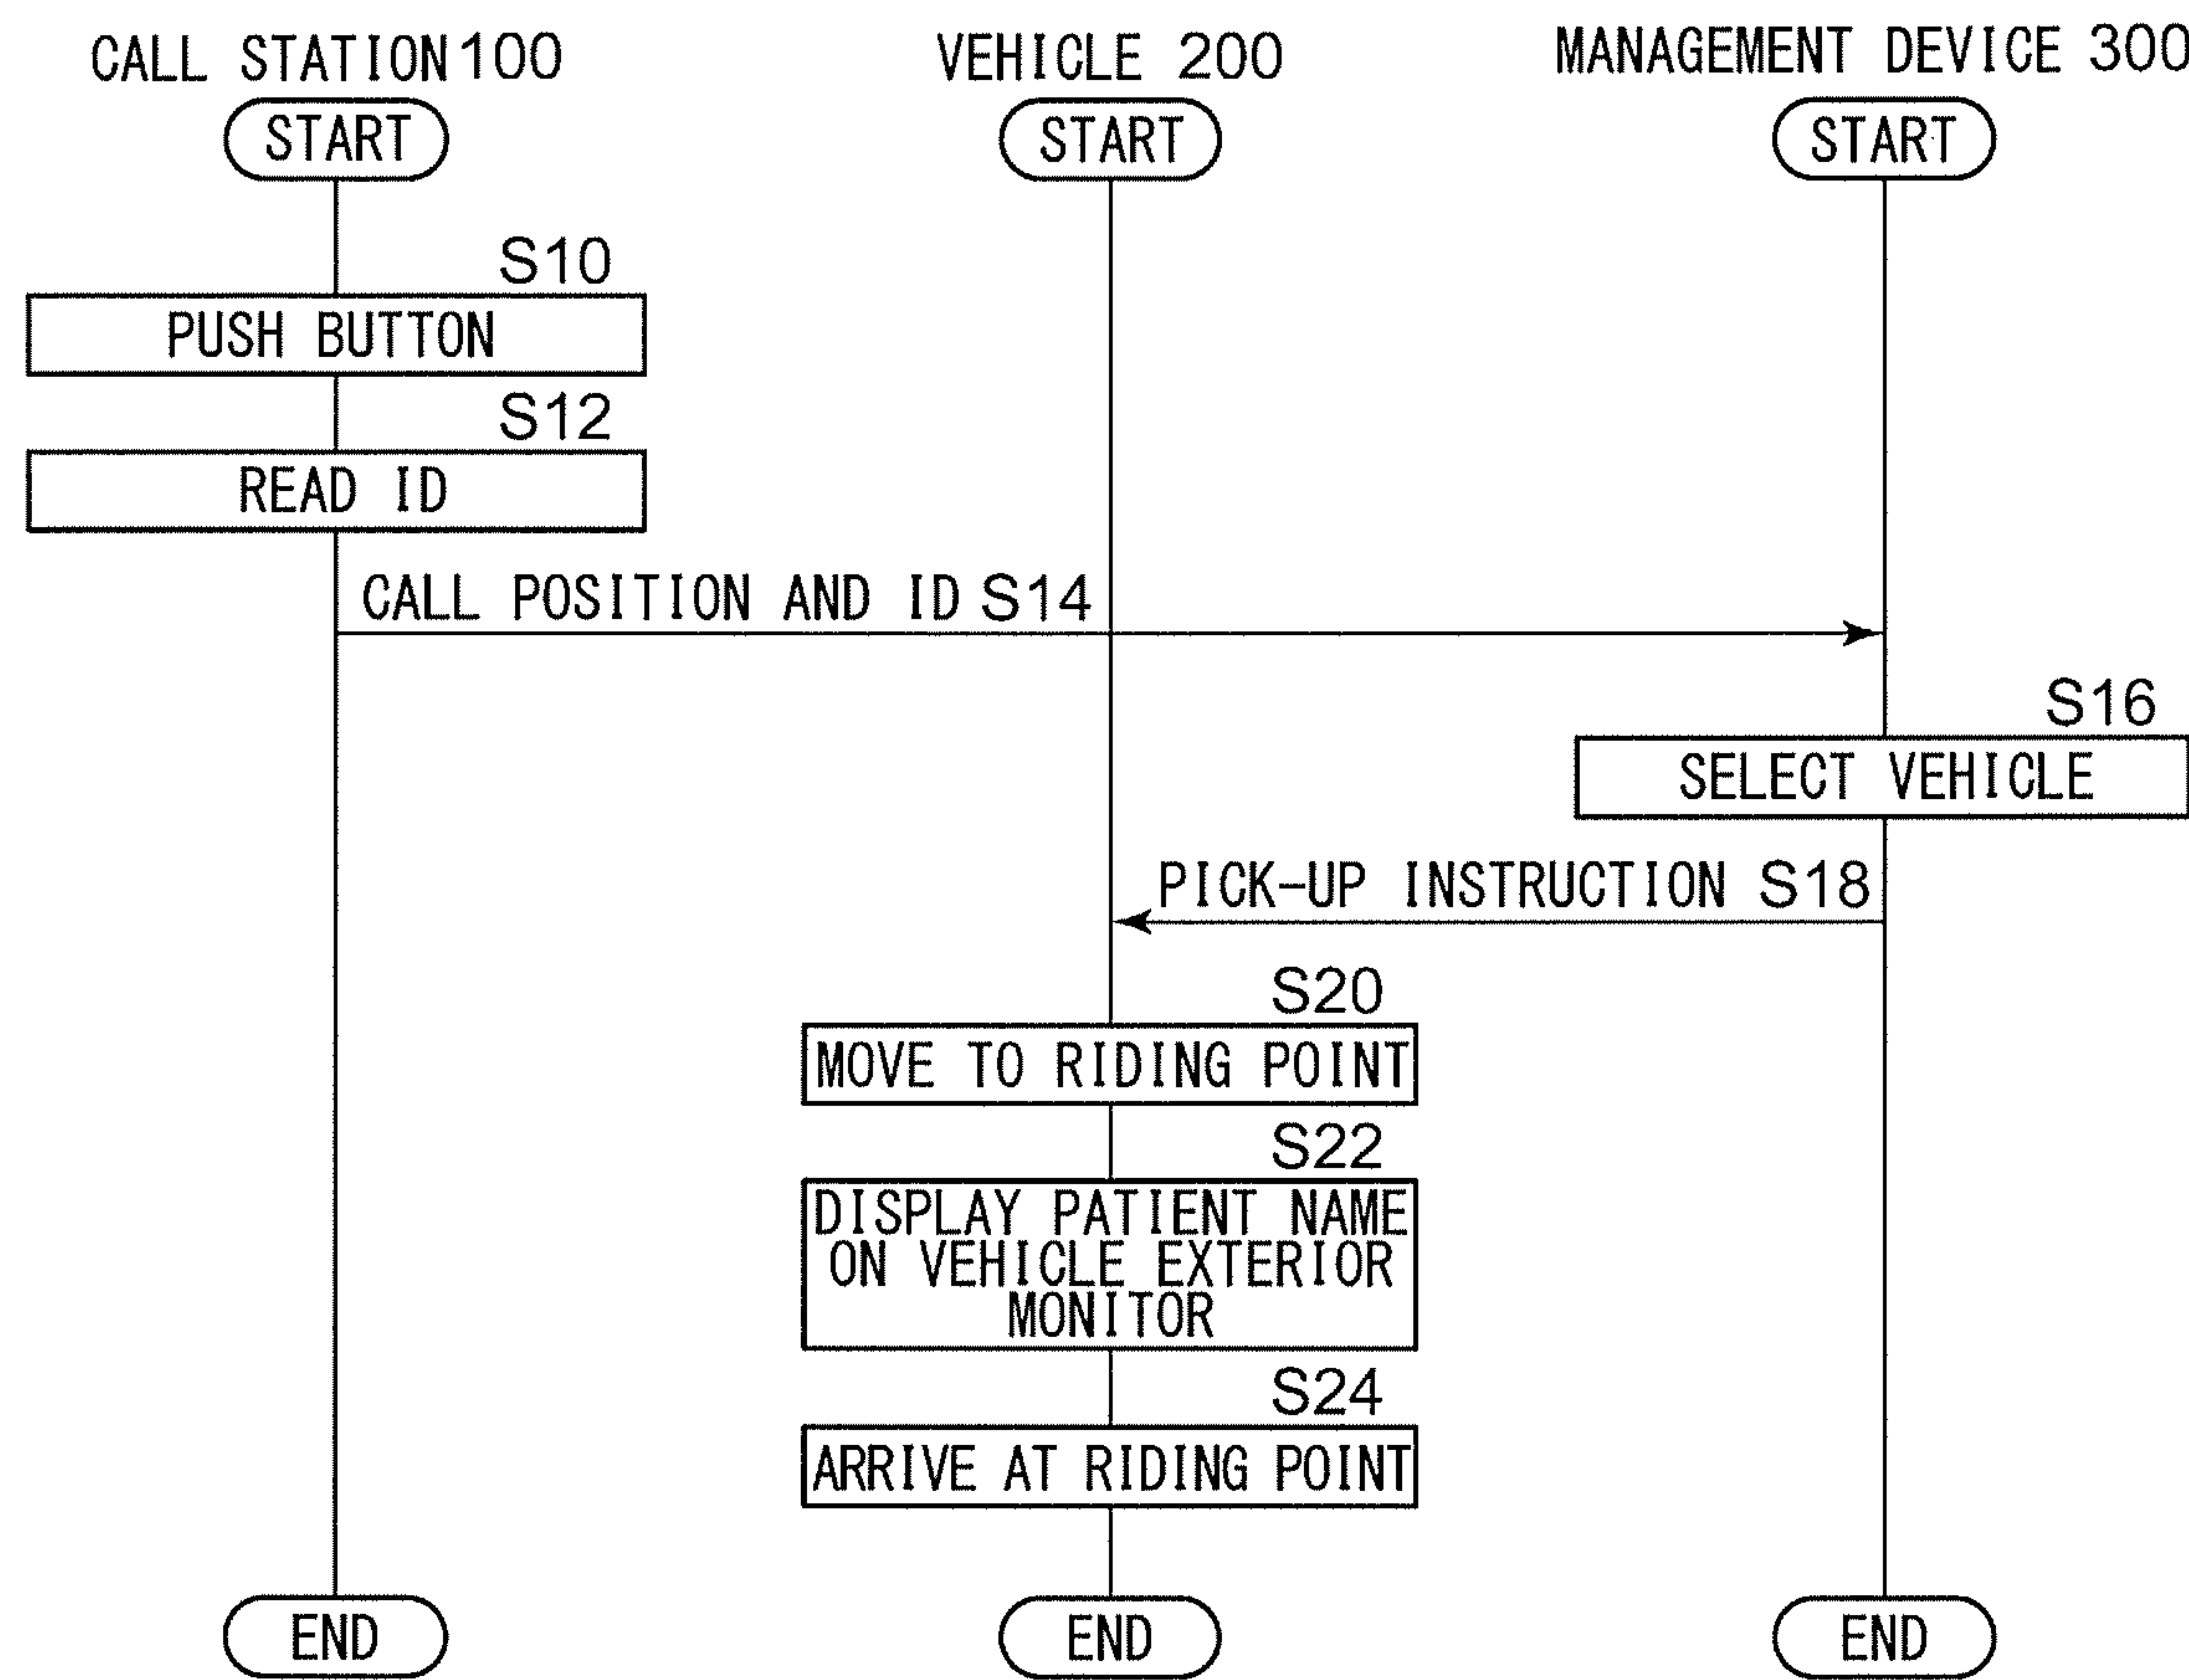 CALL STATION 100
VEHICLE 200
MANAGEMENT DEVICE 300
START
START
START
S10
PUSH BUTTON
S12
READ ID
CALL POSITION AND ID S14
S16
SELECT VEHICLE
PICK-UP INSTRUCTION S18
S20
MOVE TO RIDING POINT
S22
DISPLAY PATIENT NAME
ON VEHICLE EXTERIOR
MONITOR
S24
ARRIVE AT RIDING POINT
END
END
END